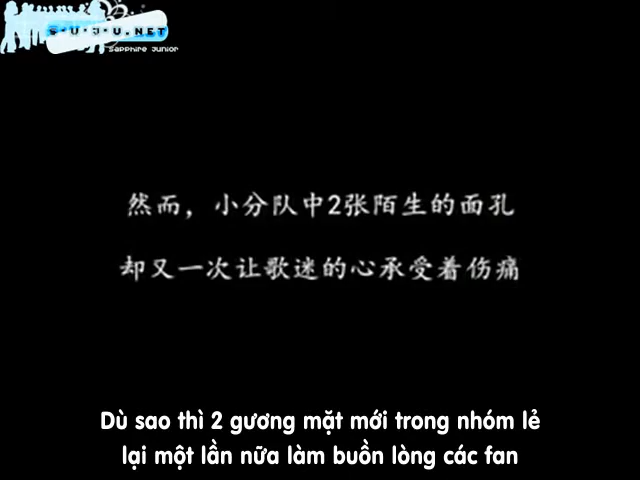 S·U·J·U.NET
SAPPHIRE JUNIOR
然而，小分队中2张陌生的面孔
却又一次让歌迷的心承受着伤痛
Dù sao thì 2 gương mặt mới trong nhóm lẻ
lại một lần nữa làm buồn lòng các fan